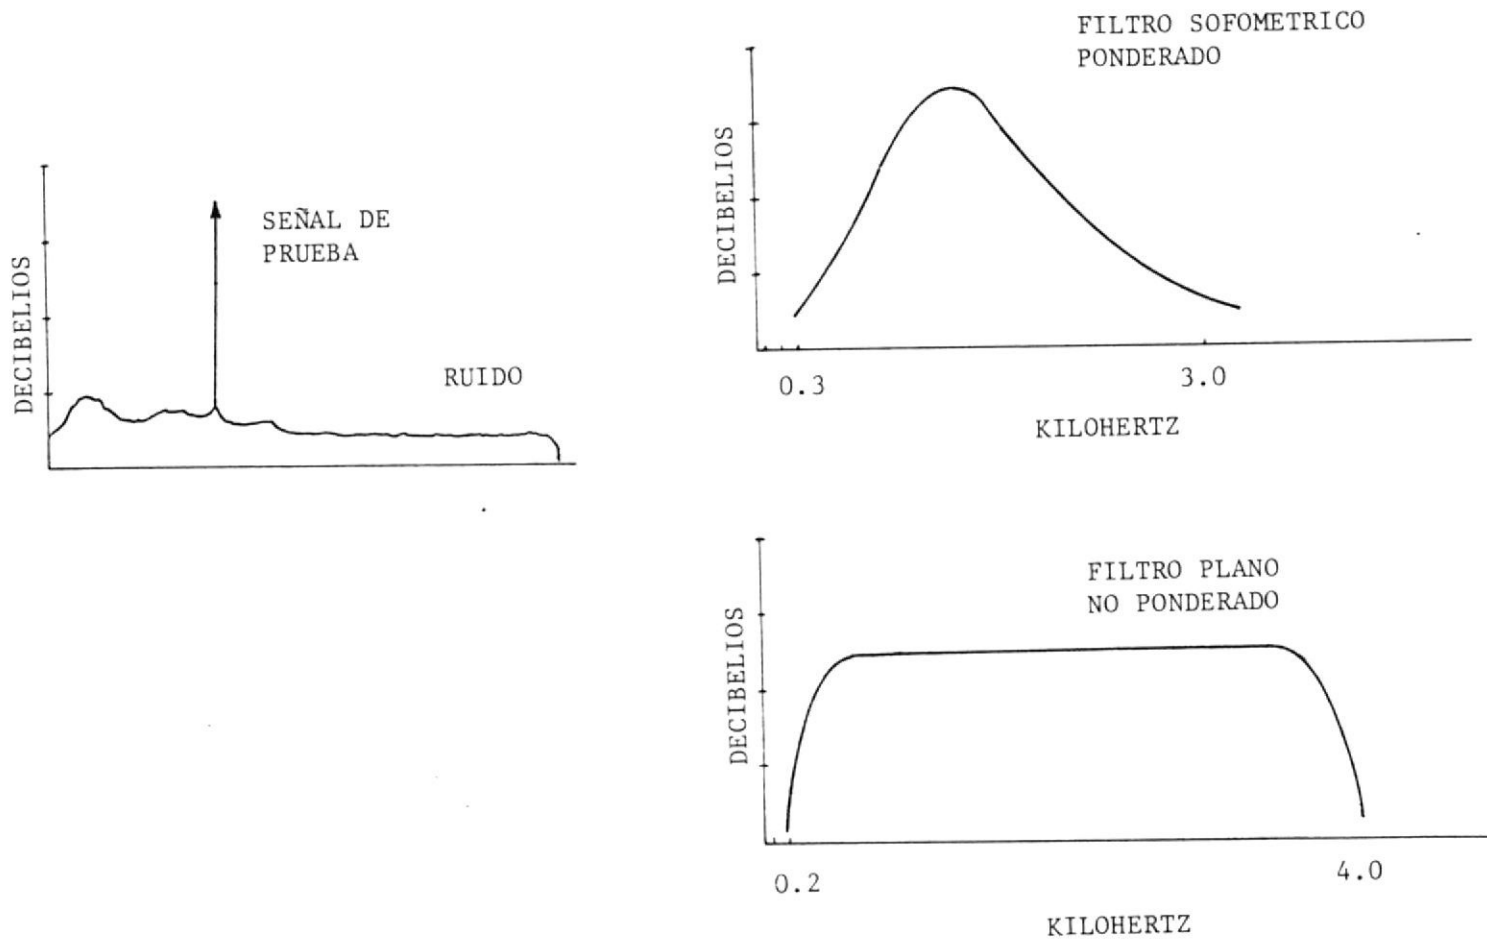 DECIBELIOS
SEÑAL DE
PRUEBA
RUIDO
FILTRO SOFOMETRICO
PONDERADO
DECIBELIOS
0.3
3.0
KILOHERTZ
FILTRO PLANO
NO PONDERADO
DECIBELIOS
0.2
4.0
KILOHERTZ